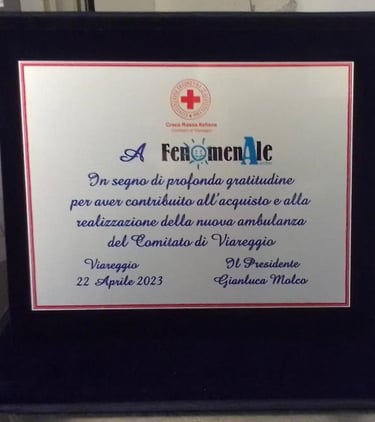 Croce Rossa Italiana
Comitato di Viareggio
A FenomenAle
In segno di profonda gratitudine
per aver contribuito all'acquisto e alla
realizzazione della nuova ambulanza
del Comitato di Viareggio
Viareggio Il Presidente
22 Aprile 2023 Gianluca Molco